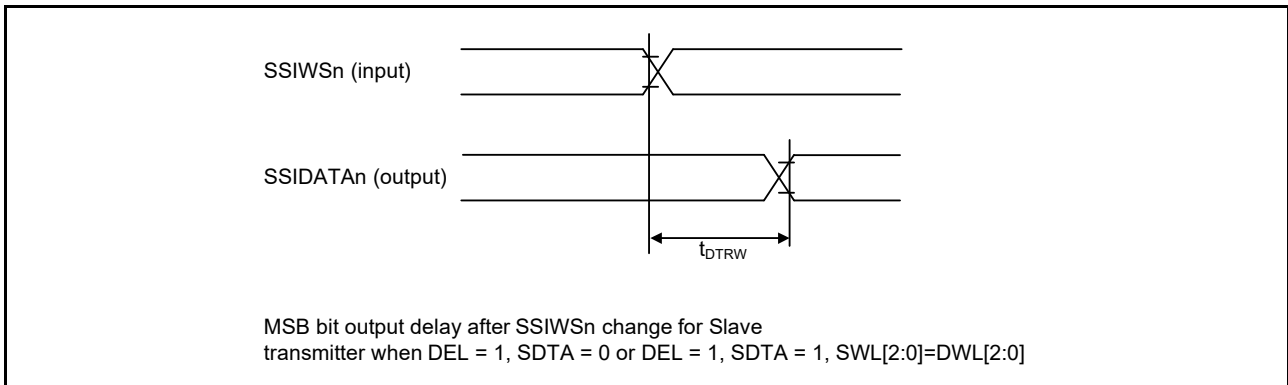 SSIWSn (input)
SSIDATAn (output)
tDTRW
MSB bit output delay after SSIWSn change for Slave
transmitter when DEL = 1, SDTA = 0 or DEL = 1, SDTA = 1, SWL[2:0]=DWL[2:0]